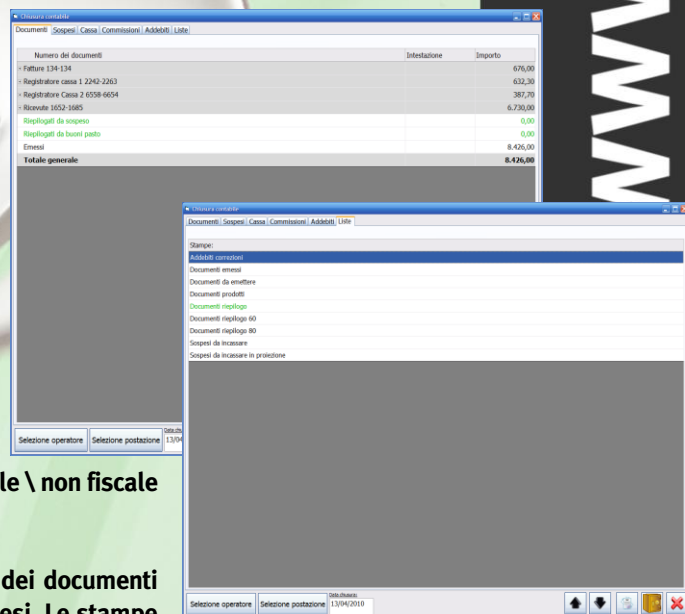 WWW
Chiusura contabile
Documenti Sospesi Cassa Commissioni Addebiti Liste
Numero dei documenti Intestazione Importo
Fatture 134-134 676,00
Registratore cassa 1 2242-2263 632,30
Registratore Cassa 2 6558-6654 387,70
Ricevute 1652-1685 6.730,00
Riepilogati da sospeso 0,00
Riepilogati da buoni pasto 0,00
Emessi 8.426,00
Totale generale 8.426,00
Selezione operatore Selezione postazione 13/04
Chiusura contabile
Documenti Sospesi Cassa Commissioni Addebiti Liste
Stampe:
Addebiti correzioni
Documenti emessi
Documenti da emettere
Documenti prodotti
Documenti riepilogo
Documenti riepilogo 60
Documenti riepilogo 80
Sospesi da incassare
Sospesi da incassare in proiezione
Data chiusura:
Selezione operatore Selezione postazione 13/04/2010
le \ non fiscale
dei documenti
esi. Le stampe